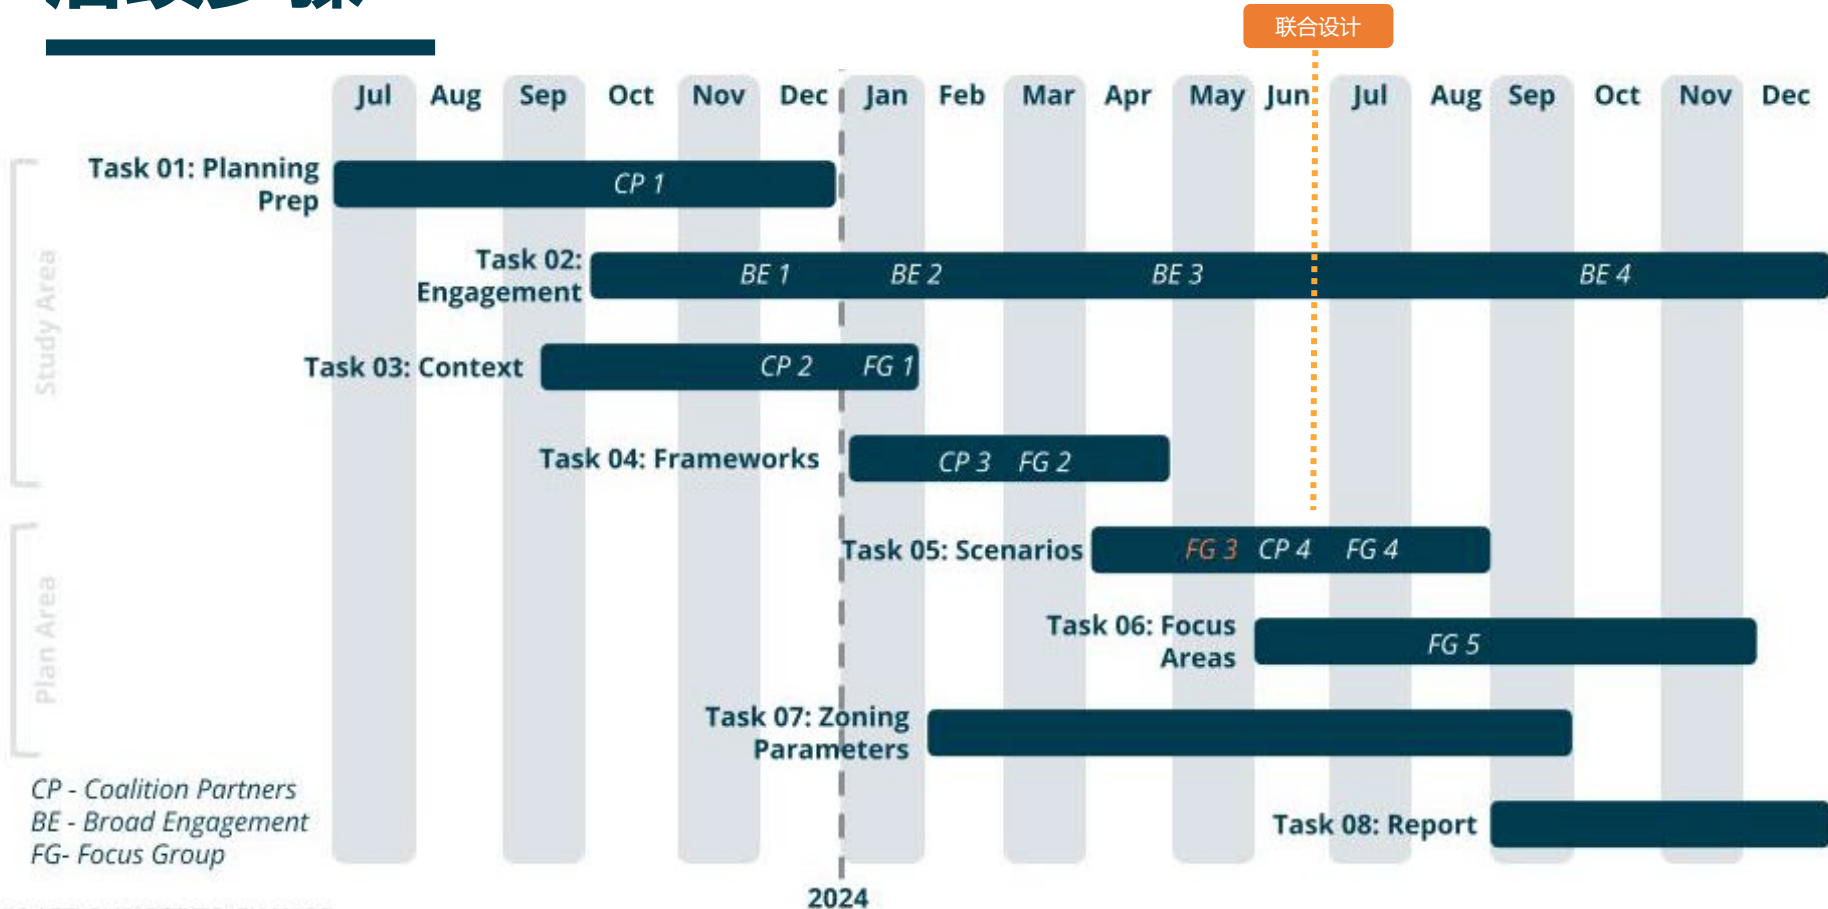 后续步骤
联合设计
Jul Aug Sep Oct Nov Dec Jan Feb Mar Apr May Jun Jul Aug Sep Oct Nov Dec
Task 01: Planning
Prep
CP 1
Task 02:
Engagement
BE 1 BE 2 BE 3 BE 4
Task 03: Context
CP 2 FG 1
Task 04: Frameworks
CP 3 FG 2
Study Area
Task 05: Scenarios
FG 3 CP 4 FG 4
Task 06: Focus
Areas
FG 5
Task 07: Zoning
Parameters
Plan Area
Task 08: Report
CP - Coalition Partners
BE - Broad Engagement
FG- Focus Group
2024